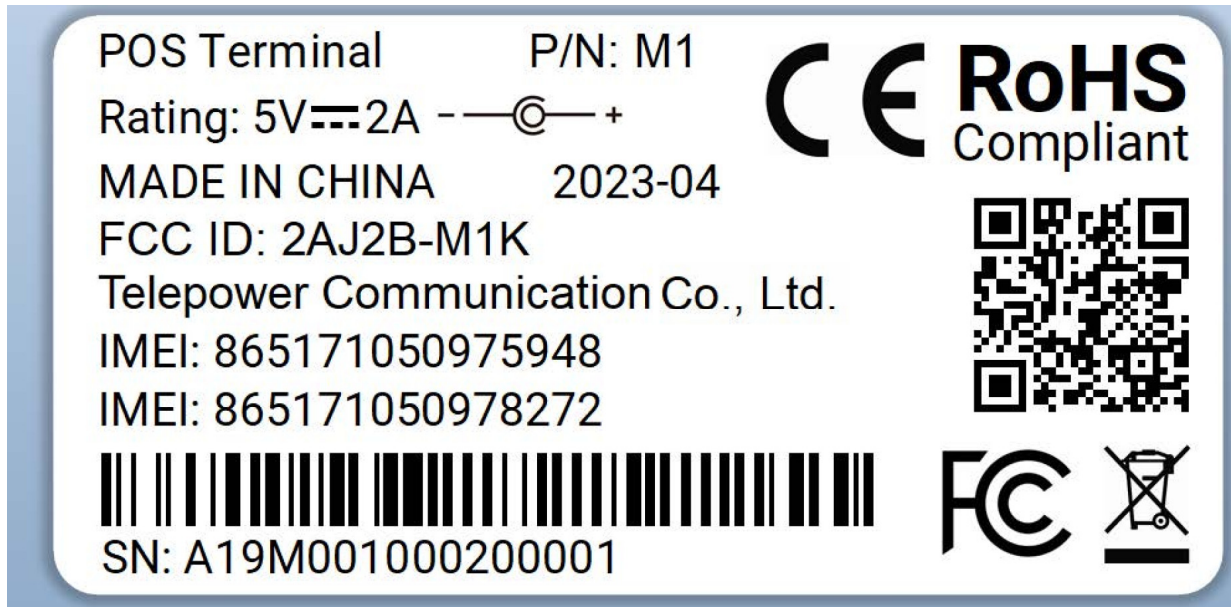 POS Terminal P/N: M1
Rating: 5V⎓2A - + 
MADE IN CHINA 2023-04
FCC ID: 2AJ2B-M1K
Telepower Communication Co., Ltd.
IMEI: 865171050975948
IMEI: 865171050978272
SN: A19M001000200001
CE
RoHS
Compliant
FC